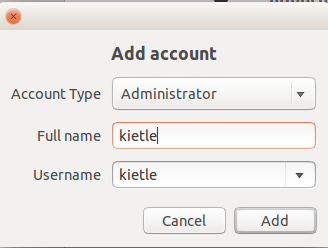 Add account
Account Type Administrator
Full name kietle
Username kietle
Cancel Add